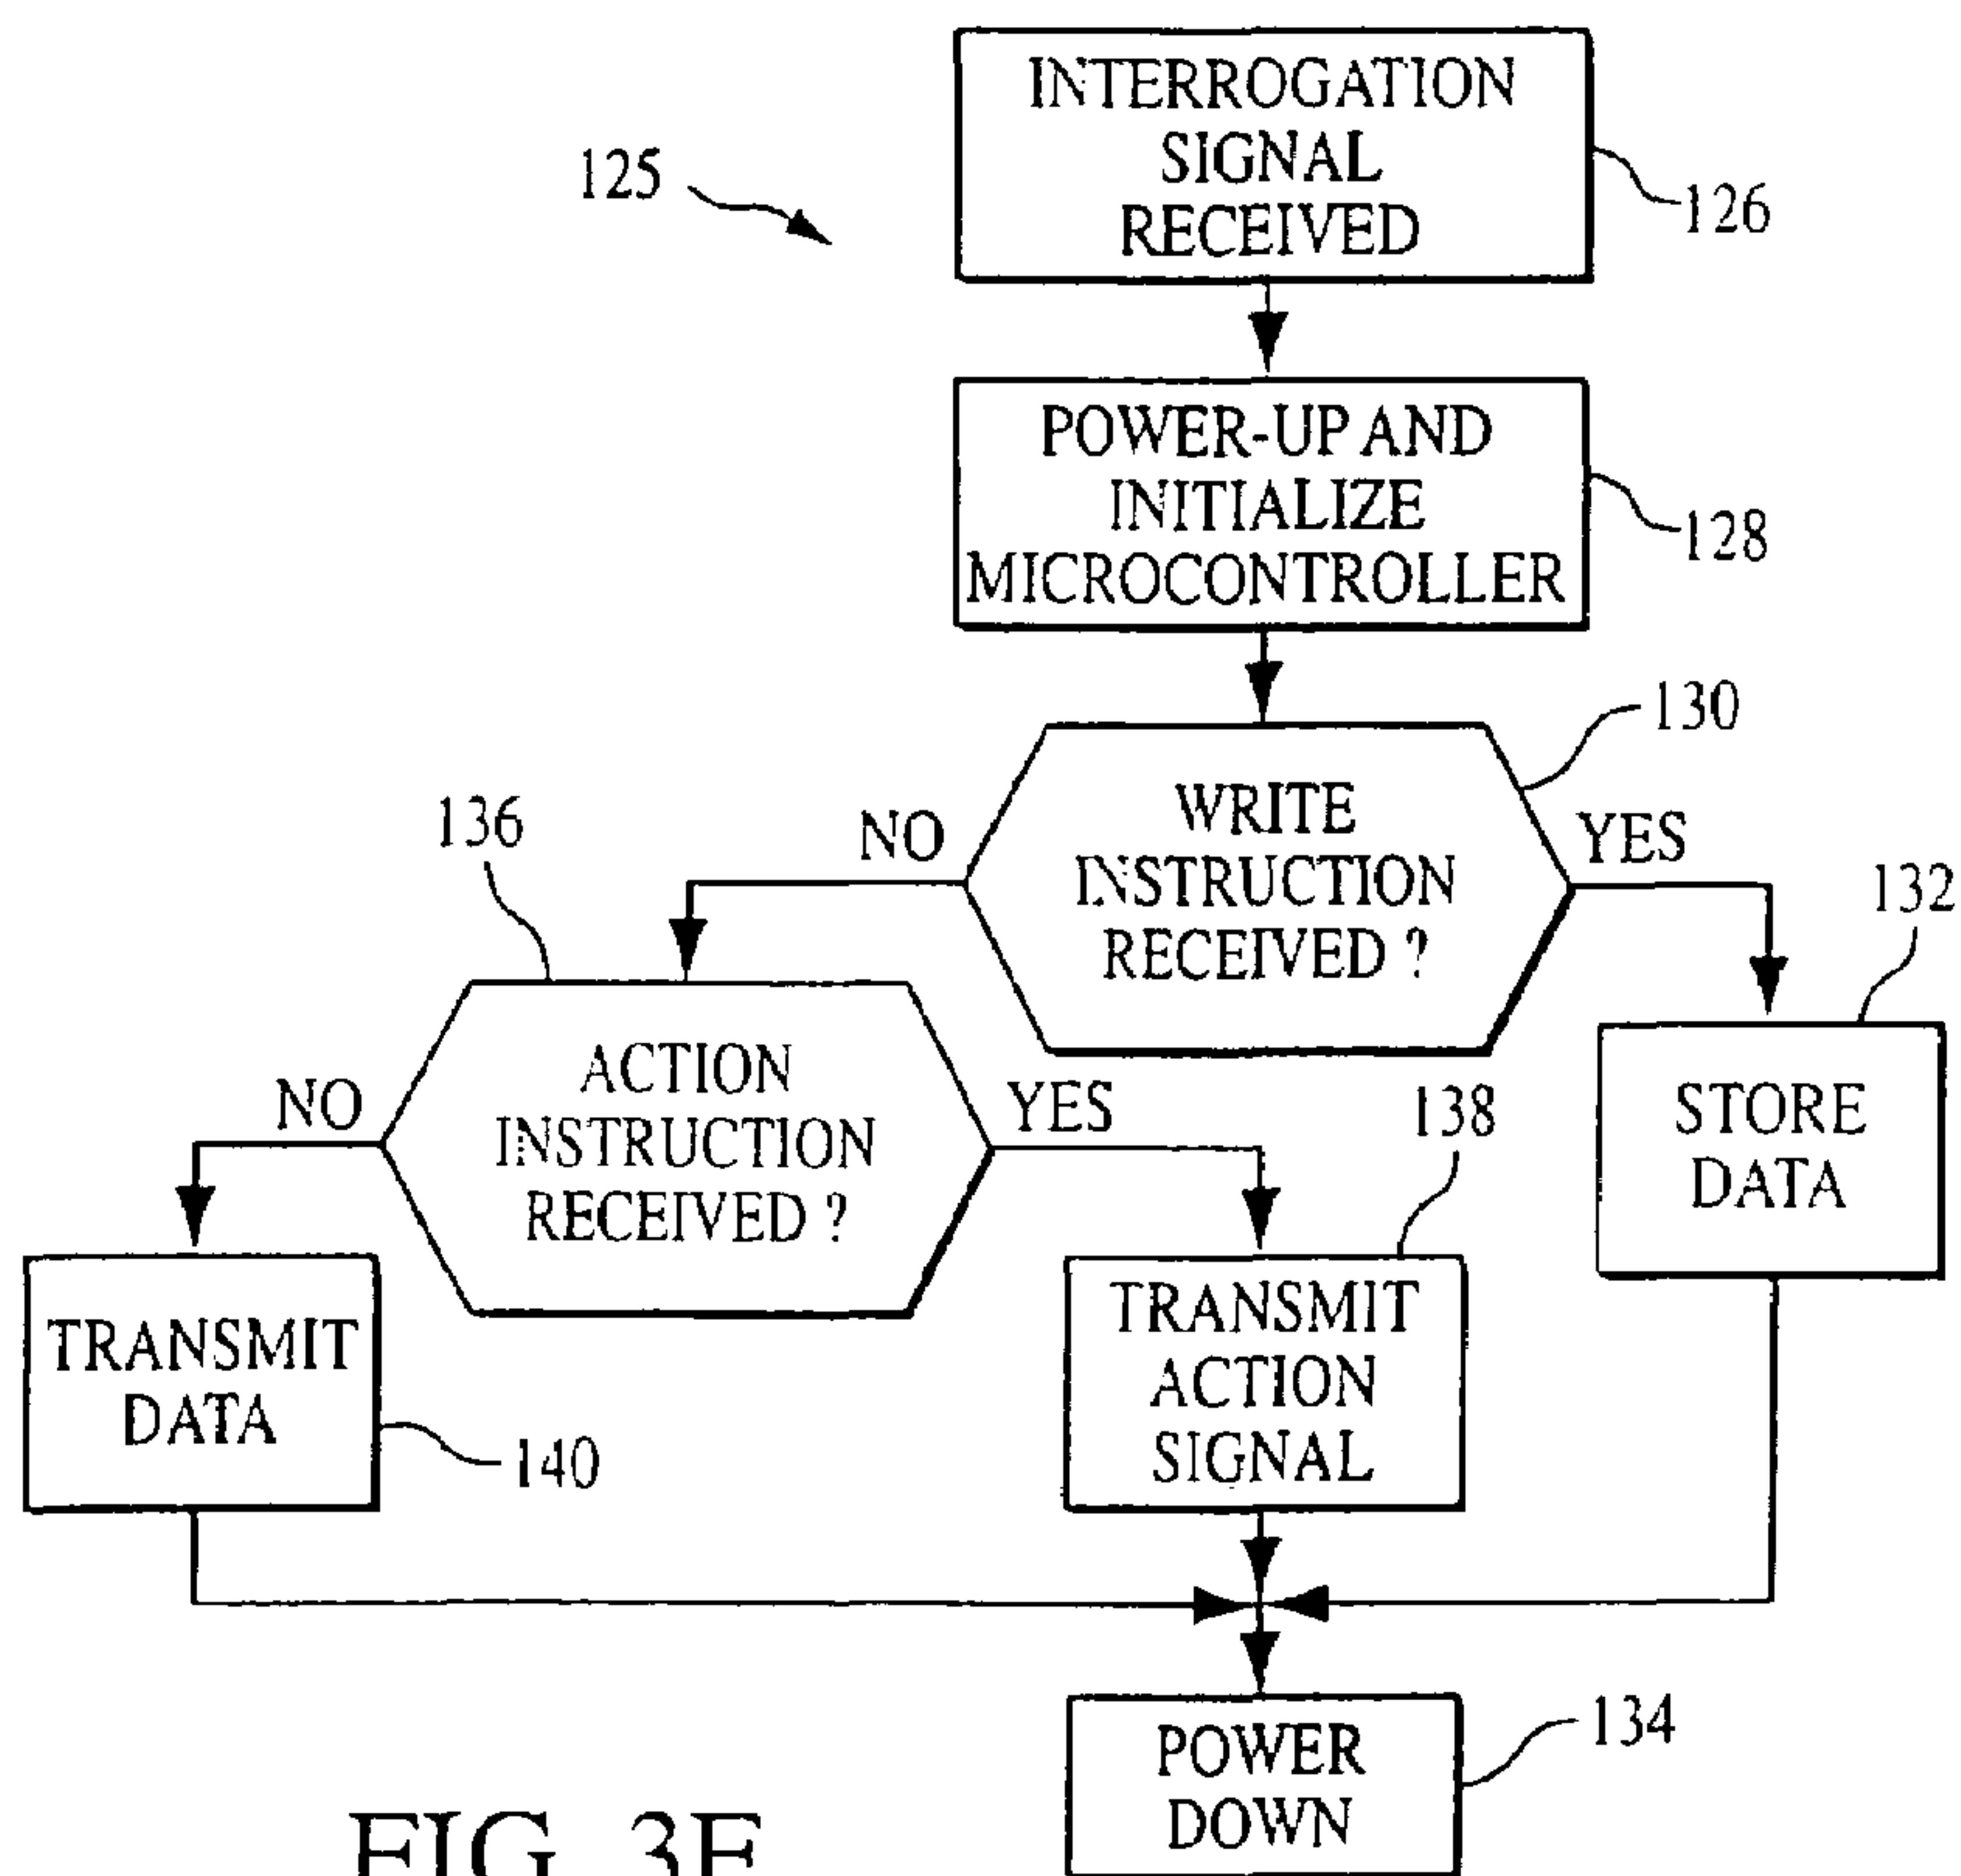 INTERROGATION
SIGNAL
RECEIVED
125
126
POWER-UP AND
INITIALIZE
MICROCONTROLLER
128
130
WRITE
INSTRUCTION
RECEIVED ?
NO
YES
136
132
ACTION
INSTRUCTION
RECEIVED ?
NO
YES
138
STORE
DATA
TRANSMIT
DATA
140
TRANSMIT
ACTION
SIGNAL
134
POWER
DOWN